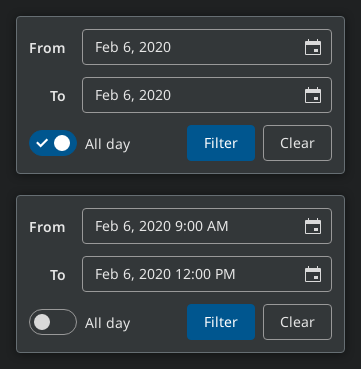 From Feb 6, 2020
To Feb 6, 2020
All day Filter Clear
From Feb 6, 2020 9:00 AM
To Feb 6, 2020 12:00 PM
All day Filter Clear